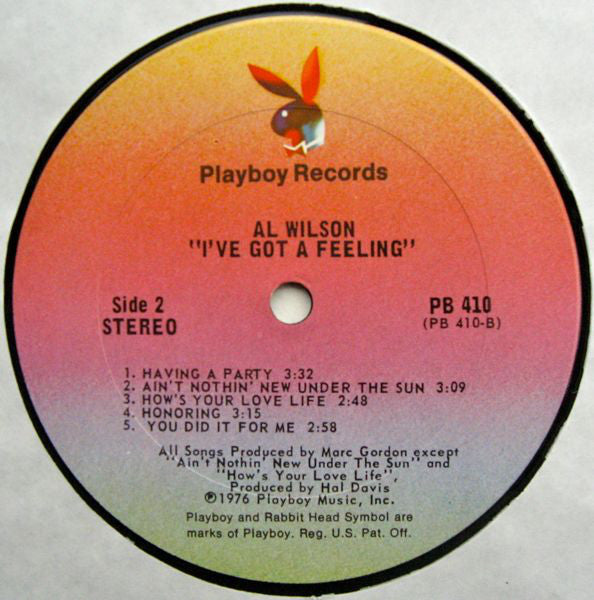 Playboy Records
AL WILSON
"I'VE GOT A FEELING"
Side 2
STEREO
PB 410
(PB 410-B)
1. HAVING A PARTY 3:32
2. AIN'T NOTHIN' NEW UNDER THE SUN 3:09
3. HOW'S YOUR LOVE LIFE 2:48
4. HONORING 3:15
5. YOU DID IT FOR ME 2:58
All Songs Produced by Marc Gordon except
"Ain't Nothin' New Under The Sun" and
"How's Your Love Life",
Produced by Hal Davis
℗1976 Playboy Music, Inc.
Playboy and Rabbit Head Symbol are
marks of Playboy. Reg. U.S. Pat. Off.